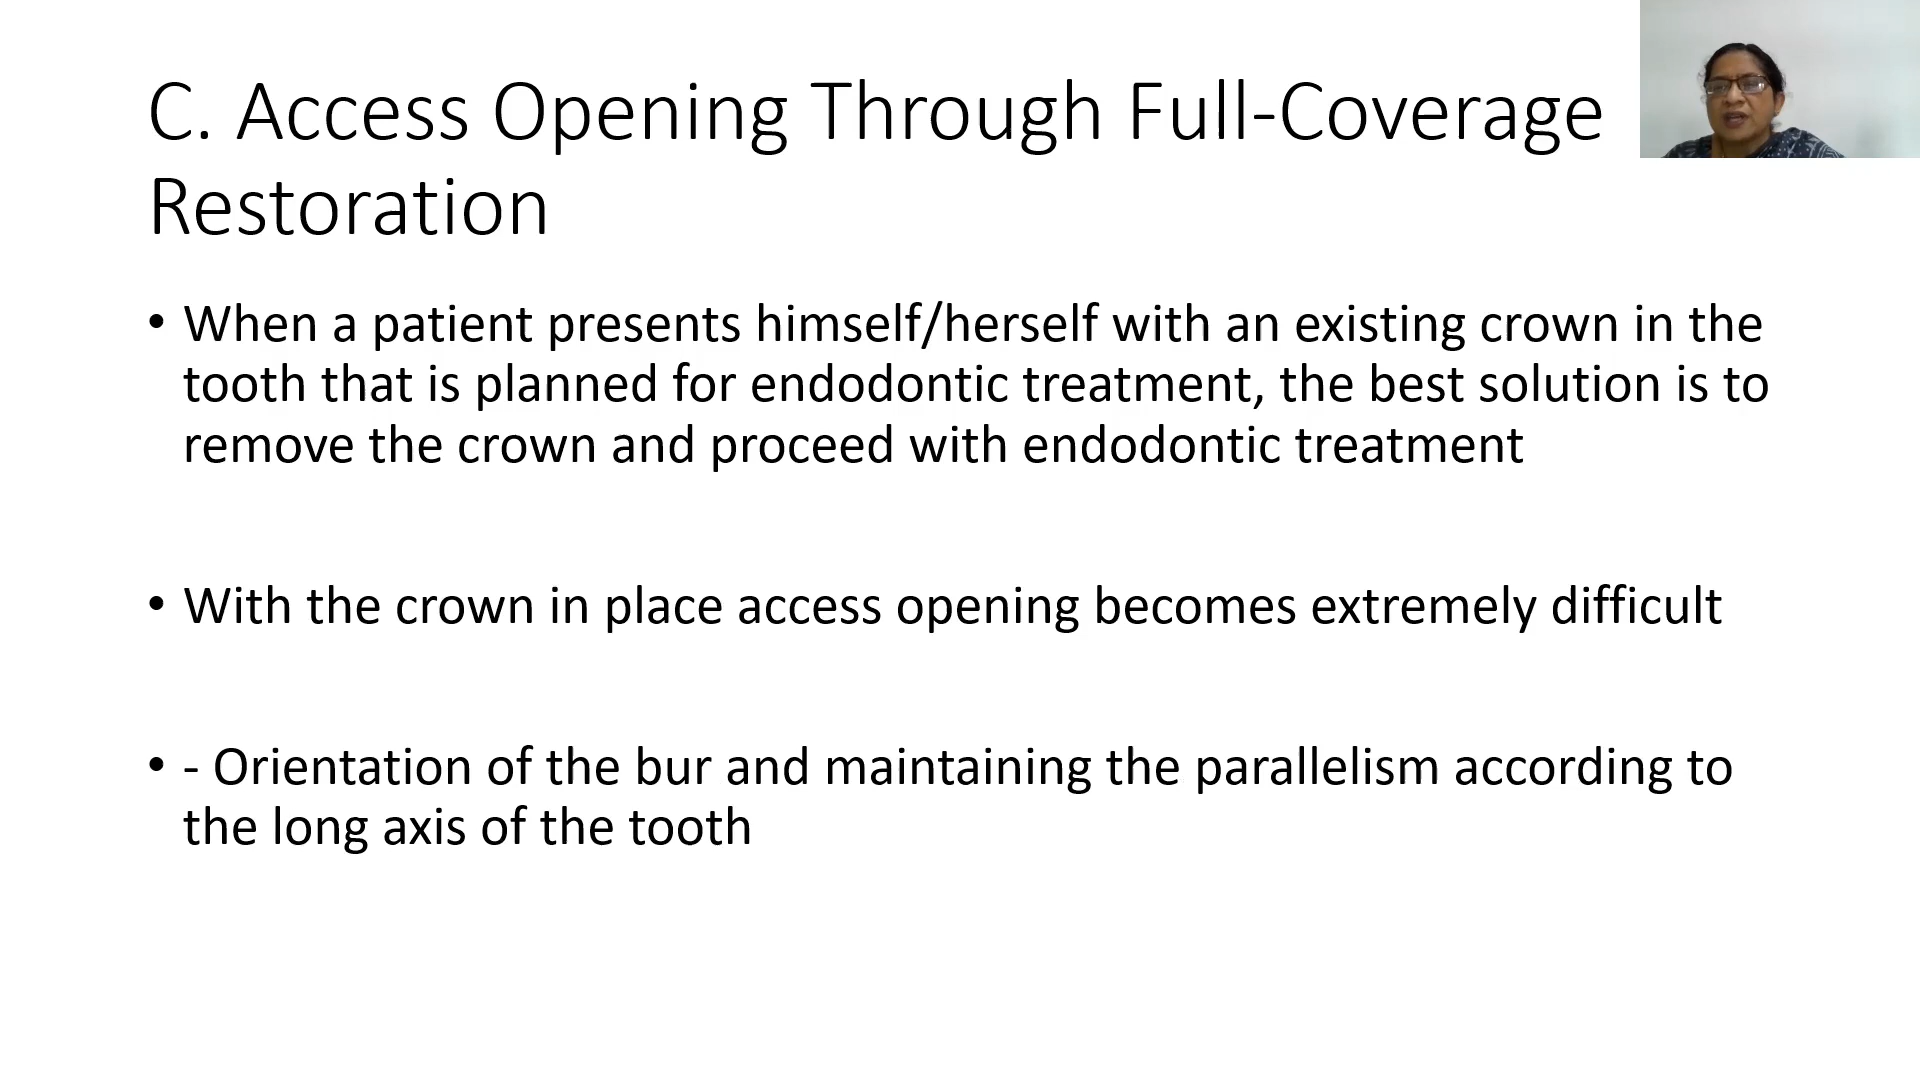 C. Access Opening Through Full-Coverage
Restoration
• When a patient presents himself/herself with an existing crown in the
tooth that is planned for endodontic treatment, the best solution is to
remove the crown and proceed with endodontic treatment
• With the crown in place access opening becomes extremely difficult
• - Orientation of the bur and maintaining the parallelism according to
the long axis of the tooth